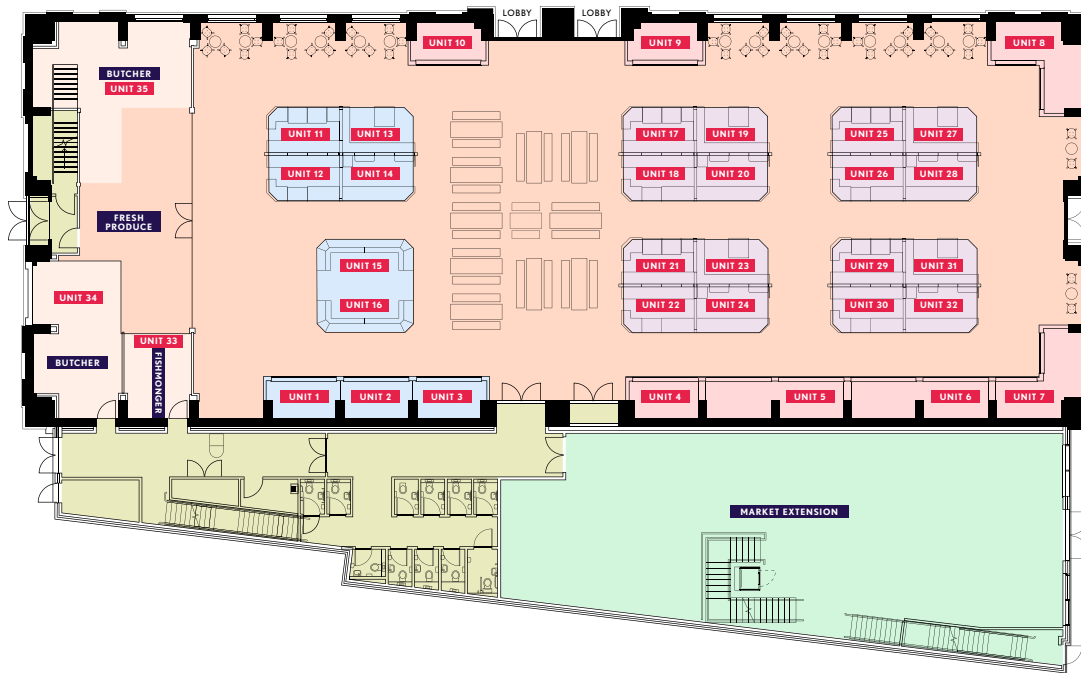 LOBBY
LOBBY
UNIT 10
UNIT 9
UNIT 8
BUTCHER
UNIT 35
UNIT 11
UNIT 13
UNIT 12
UNIT 14
UNIT 17
UNIT 19
UNIT 18
UNIT 20
UNIT 25
UNIT 27
UNIT 26
UNIT 28
FRESH
PRODUCE
UNIT 15
UNIT 16
UNIT 21
UNIT 23
UNIT 22
UNIT 24
UNIT 29
UNIT 31
UNIT 30
UNIT 32
UNIT 34
BUTCHER
UNIT 33
FISHMONGER
UNIT 1
UNIT 2
UNIT 3
UNIT 4
UNIT 5
UNIT 6
UNIT 7
MARKET EXTENSION